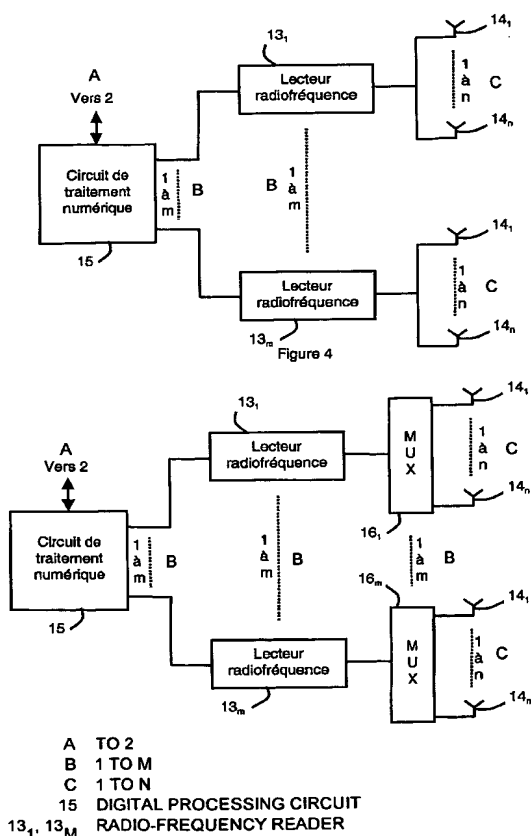 13₁
14₁
A
Vers 2
Lecteur
radiofréquence
1
à
n
C
Circuit de
traitement
numérique
1
à
m
B
B
1
à
m
14ₙ
14₁
15
Lecteur
radiofréquence
1
à
n
C
13ₘ
14ₙ
Figure 4
13₁
14₁
A
Vers 2
Lecteur
radiofréquence
M
U
X
1
à
n
C
14ₙ
Circuit de
traitement
numérique
1
à
m
B
1
à
m
B
16₁
1
à
m
B
16ₘ
14₁
15
Lecteur
radiofréquence
M
U
X
1
à
n
C
13ₘ
14ₙ
A TO 2
B 1 TO M
C 1 TO N
15 DIGITAL PROCESSING CIRCUIT
13₁, 13M RADIO-FREQUENCY READER